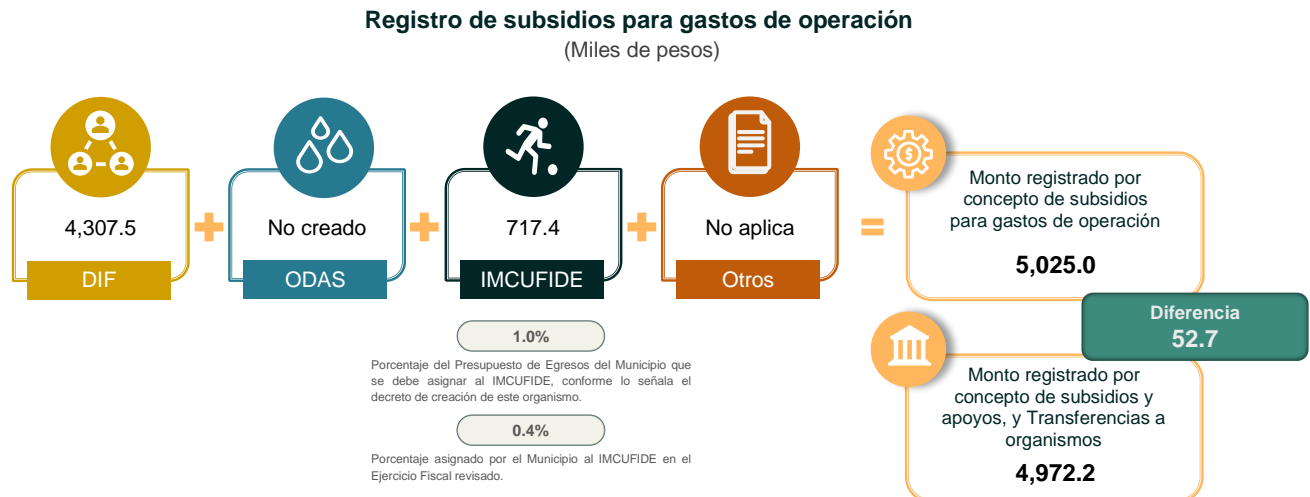 Registro de subsidios para gastos de operación
(Miles de pesos)
4,307.5
DIF
No creado
ODAS
717.4
IMCUFIDE
No aplica
Otros
Monto registrado por
concepto de subsidios
para gastos de operación
5,025.0
Diferencia
52.7
Monto registrado por
concepto de subsidios y
apoyos, y Transferencias a
organismos
4,972.2
1.0%
Porcentaje del Presupuesto de Egresos del Municipio que
se debe asignar al IMCUFIDE, conforme lo señala el
decreto de creación de este organismo.
0.4%
Porcentaje asignado por el Municipio al IMCUFIDE en el
Ejercicio Fiscal revisado.